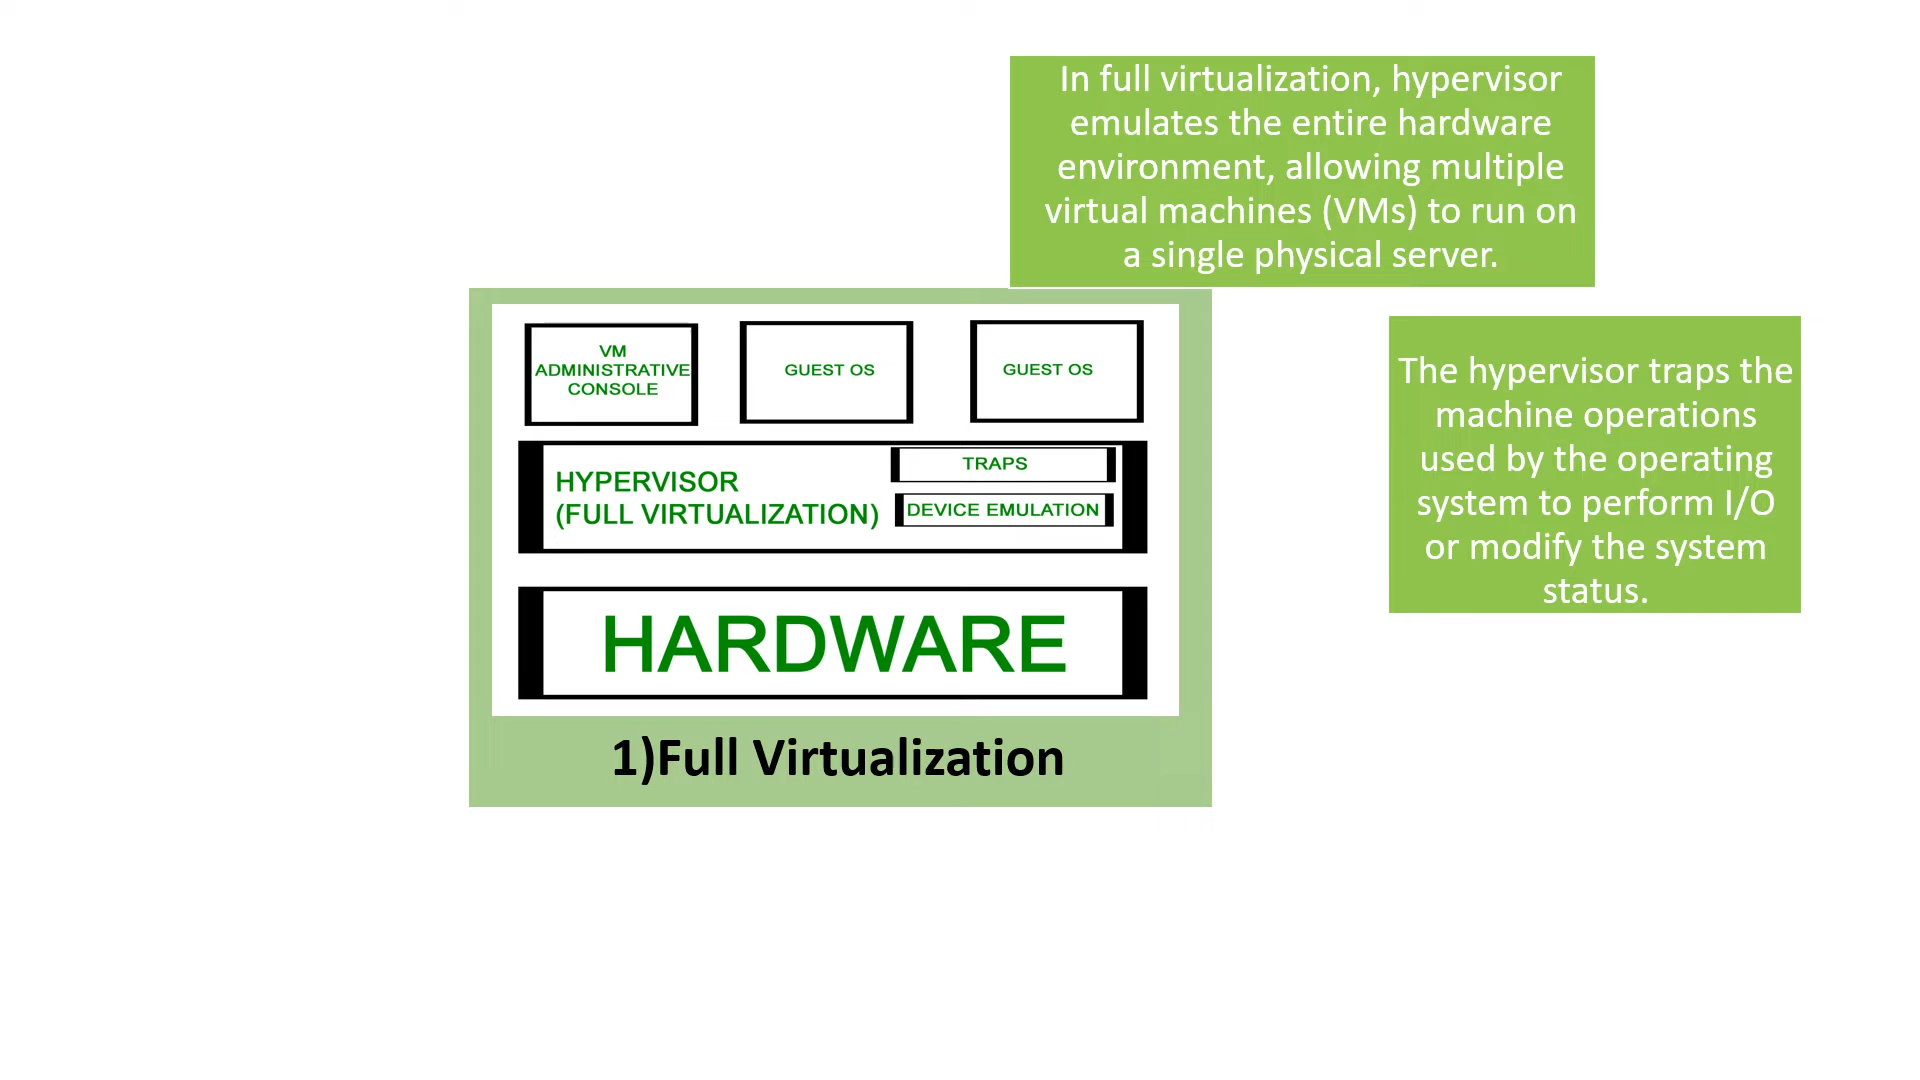 In full virtualization, hypervisor
emulates the entire hardware
environment, allowing multiple
virtual machines (VMs) to run on
a single physical server.
VM
ADMINISTRATIVE
CONSOLE
GUEST OS
GUEST OS
HYPERVISOR
(FULL VIRTUALIZATION)
TRAPS
DEVICE EMULATION
HARDWARE
1)Full Virtualization
The hypervisor traps the
machine operations
used by the operating
system to perform I/O
or modify the system
status.